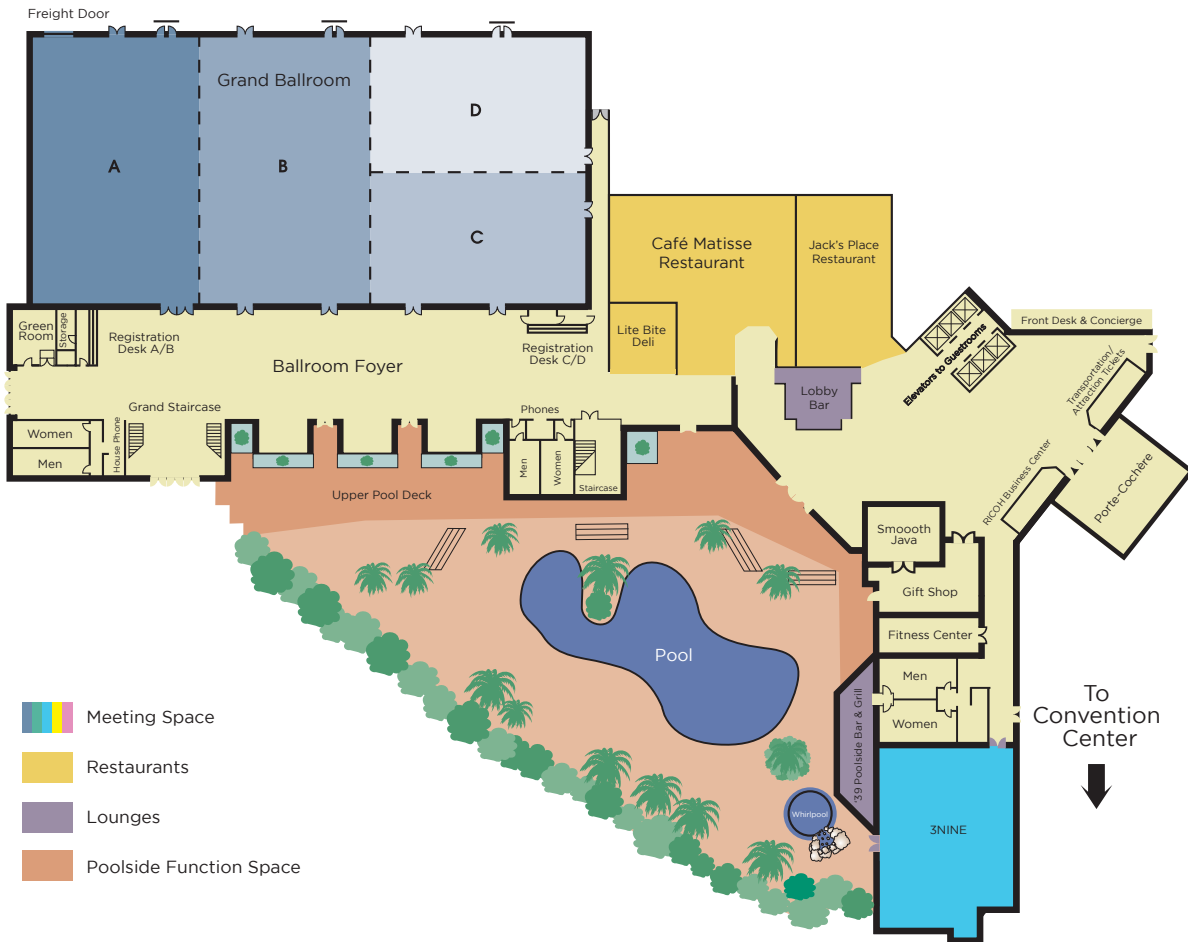 Freight Door
Grand Ballroom
A
B
D
C
Café Matisse
Restaurant
Jack's Place
Restaurant
Lite Bite
Deli
Lobby
Bar
Elevators to Guestrooms
Front Desk & Concierge
Transportation/
Attraction Tickets
Green
Room
Storage
Registration
Desk A/B
Ballroom Foyer
Registration
Desk C/D
Grand Staircase
Women
Men
House Phone
Phones
Men
Women
Staircase
RICOH Business Center
Porte-Cochère
Upper Pool Deck
Smoooth
Java
Gift Shop
Fitness Center
Men
Women
Pool
'39 Poolside Bar & Grill
Whirlpool
3NINE
To
Convention
Center
Meeting Space
Restaurants
Lounges
Poolside Function Space